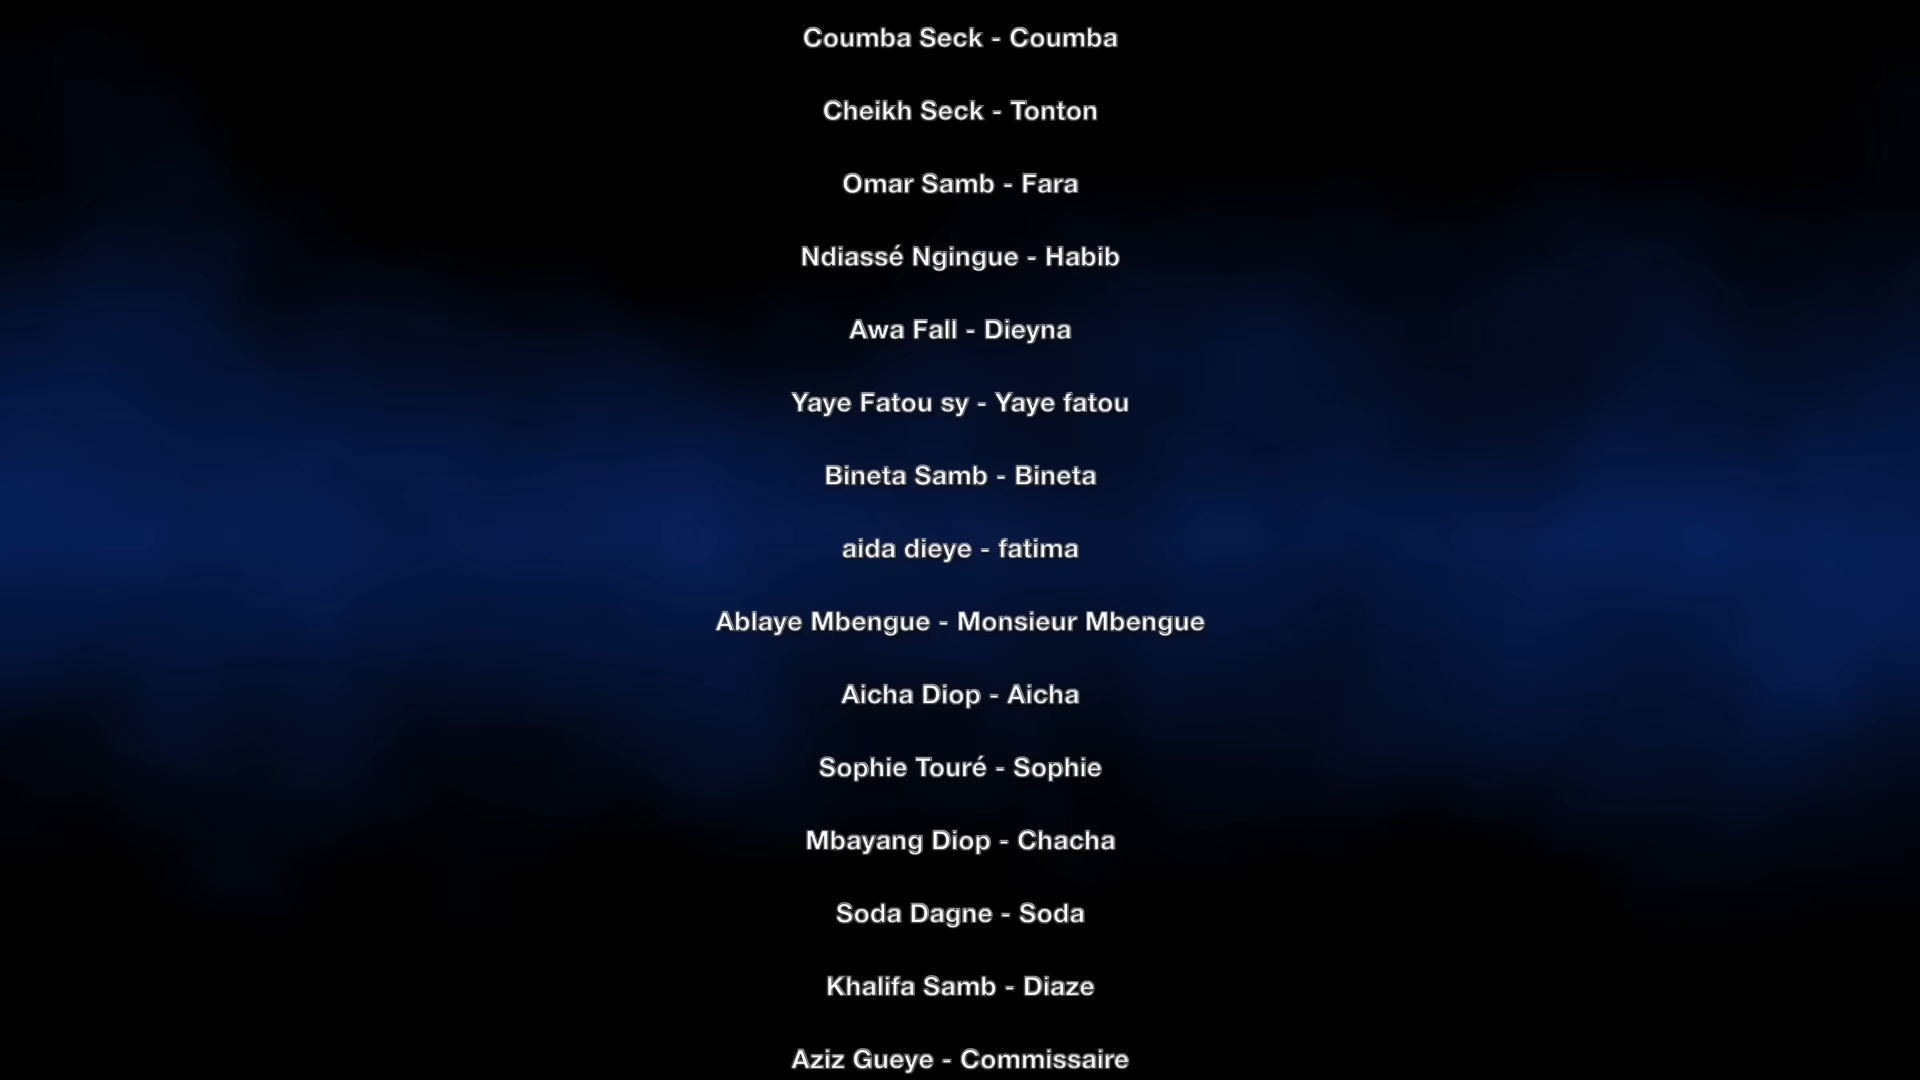 Coumba Seck - Coumba
Cheikh Seck - Tonton
Omar Samb - Fara
Ndiassé Ngingue - Habib
Awa Fall - Dieyna
Yaye Fatou sy - Yaye fatou
Bineta Samb - Bineta
aida dieye - fatima
Ablaye Mbengue - Monsieur Mbengue
Aicha Diop - Aicha
Sophie Touré - Sophie
Mbayang Diop - Chacha
Soda Dagne - Soda
Khalifa Samb - Diaze
Aziz Gueye - Commissaire